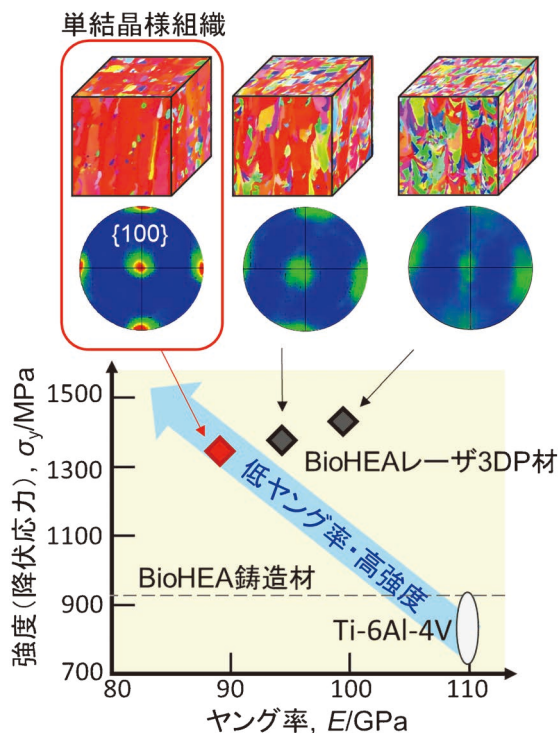 単結晶様組織
{100}
強度(降伏応力), σy/MPa
1500
1300
1100
900
700
BioHEAレーザ3DP材
低ヤング率・高強度
BioHEA鋳造材
Ti-6Al-4V
80
90
100
110
ヤング率, E/GPa